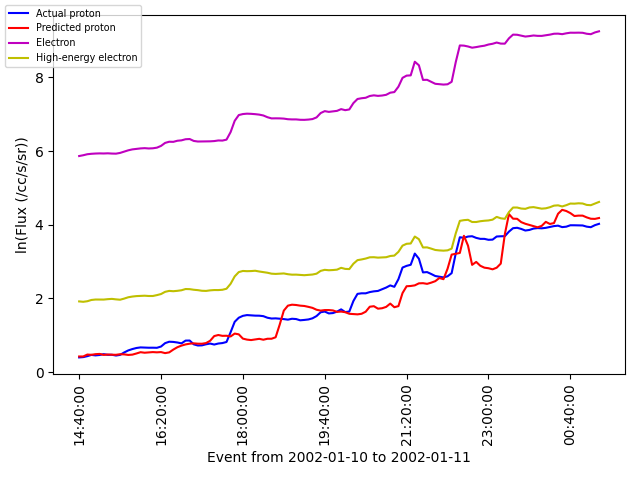 Actual proton
Predicted proton
Electron
High-energy electron
ln(Flux (/cc/s/sr))
8
6
4
2
0
14:40:00
16:20:00
18:00:00
19:40:00
21:20:00
23:00:00
00:40:00
Event from 2002-01-10 to 2002-01-11